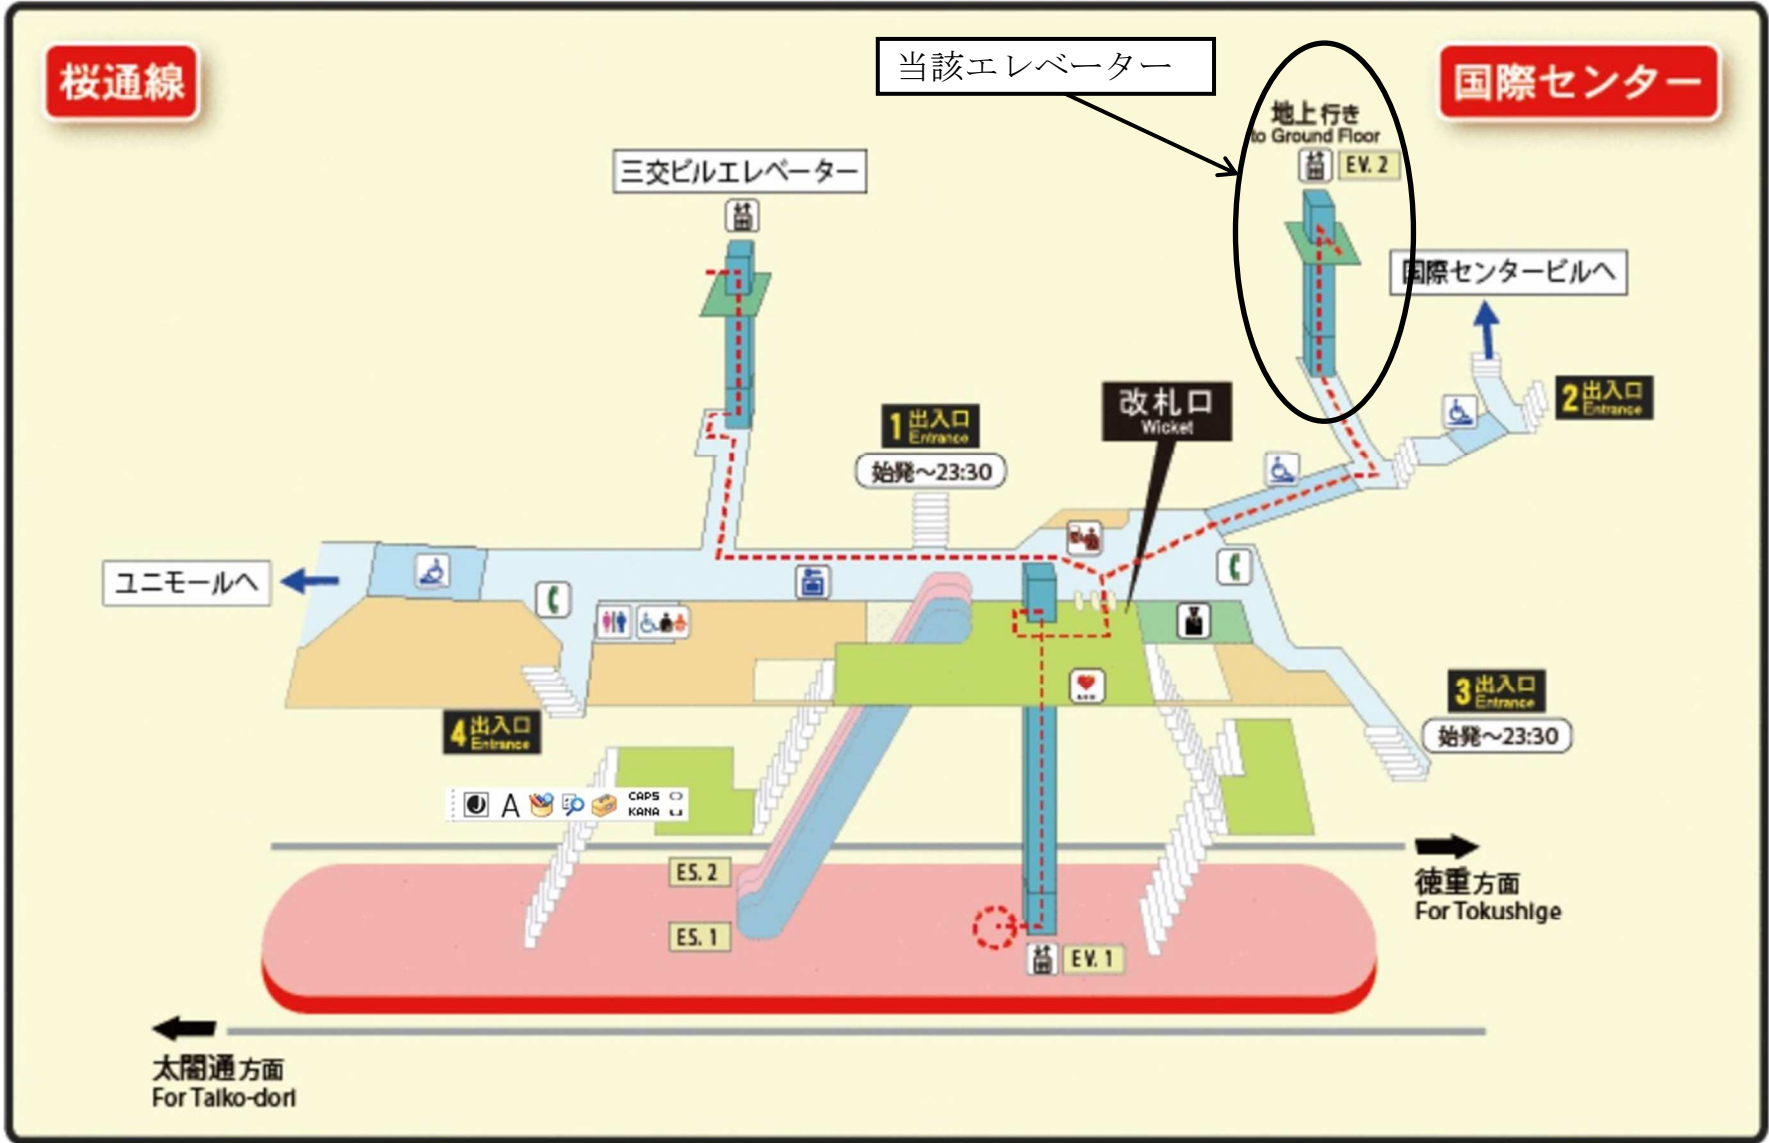 桜通線
当該エレベーター
国際センター
地上行き
to Ground Floor
EV. 2
三交ビルエレベーター
国際センタービルへ
改札口
Wicket
1 出入口
Entrance
始発～23:30
2 出入口
Entrance
ユニモールへ
4 出入口
Entrance
3 出入口
Entrance
始発～23:30
A
CAPS
KANA
ES. 2
ES. 1
EV. 1
徳重方面
For Tokushige
太閤通方面
For Taiko-dori